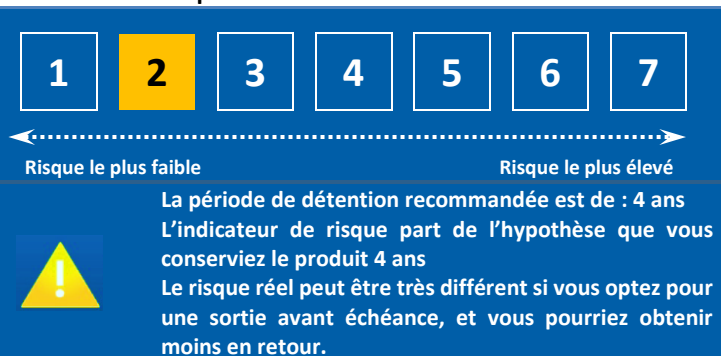 1 2 3 4 5 6 7
Risque le plus faible Risque le plus élevé
La période de détention recommandée est de : 4 ans
L'indicateur de risque part de l'hypothèse que vous
conserviez le produit 4 ans
Le risque réel peut être très différent si vous optez pour
une sortie avant échéance, et vous pourriez obtenir
moins en retour.